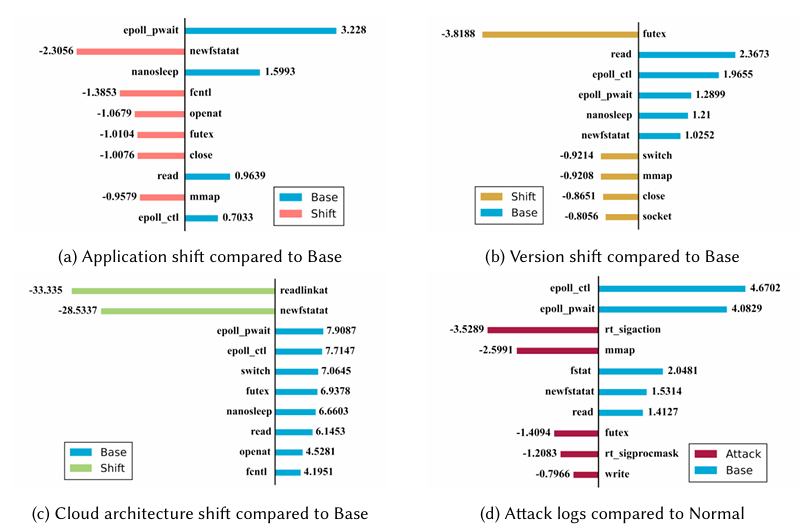 epoll_pwait 3.228
-2.3056 newfstatat
nanosleep 1.5993
-1.3853 fcntl
-1.0679 openat
-1.0104 futex
-1.0076 close
read 0.9639
-0.9579 mmap
epoll_ctl 0.7033
Base
Shift
(a) Application shift compared to Base
-3.8188 futex
read 2.3673
epoll_ctl 1.9655
epoll_pwait 1.2899
nanosleep 1.21
newfstatat 1.0252
-0.9214 switch
-0.9208 mmap
-0.8651 close
-0.8056 socket
Shift
Base
(b) Version shift compared to Base
-33.335 readlinkat
-28.5337 newfstatat
epoll_pwait 7.9087
epoll_ctl 7.7147
switch 7.0645
futex 6.9378
nanosleep 6.6603
read 6.1453
openat 4.5281
fcntl 4.1951
Base
Shift
(c) Cloud architecture shift compared to Base
epoll_ctl 4.6702
epoll_pwait 4.0829
-3.5289 rt_sigaction
-2.5991 mmap
fstat 2.0481
newfstatat 1.5314
read 1.4127
-1.4094 futex
-1.2083 rt_sigprocmask
-0.7966 write
Attack
Base
(d) Attack logs compared to Normal